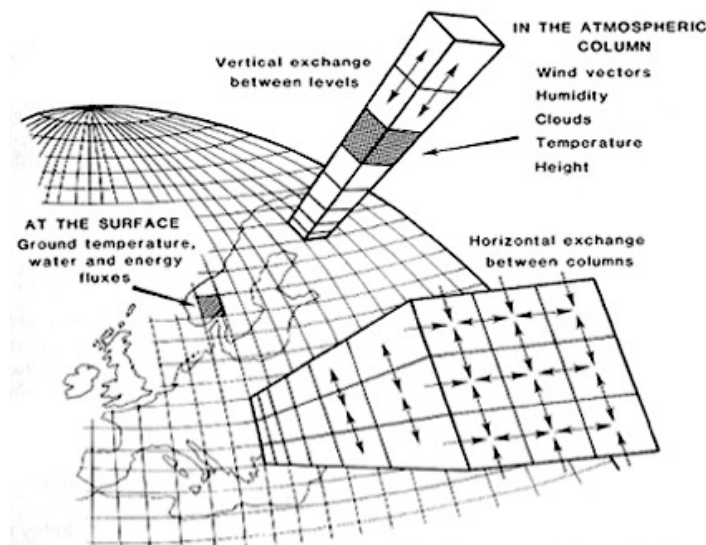 IN THE ATMOSPHERIC
COLUMN
Wind vectors
Humidity
Clouds
Temperature
Height
Vertical exchange
between levels
AT THE SURFACE
Ground temperature,
water and energy
fluxes
Horizontal exchange
between columns